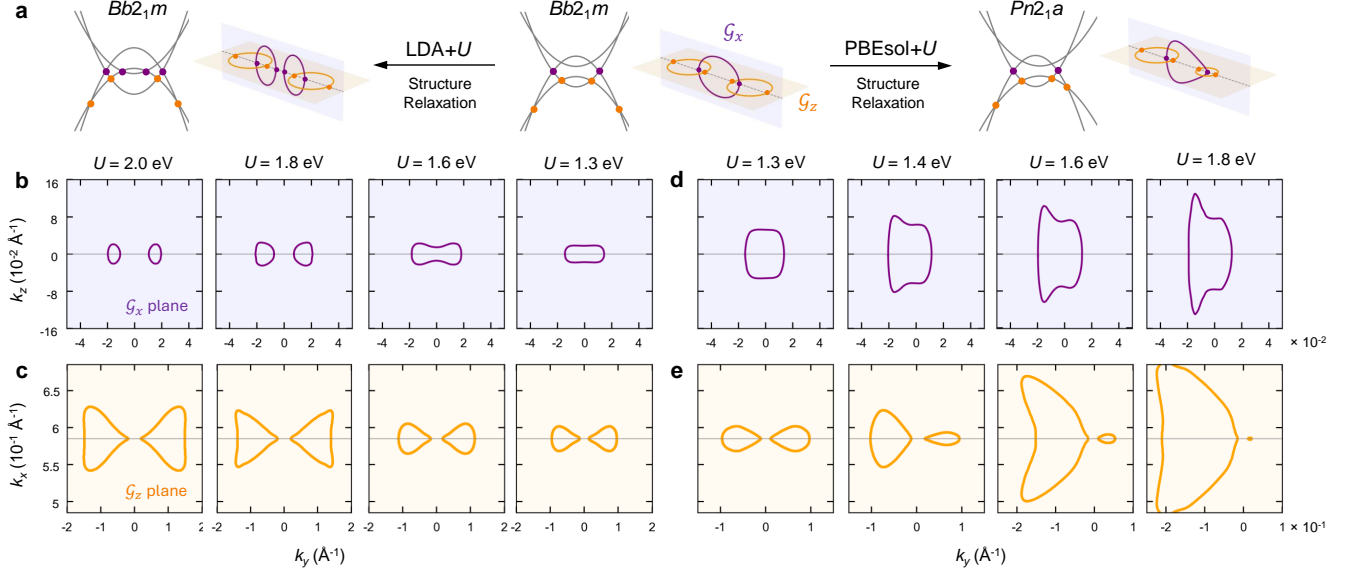 a
Bb2₁m
LDA+U
Structure
Relaxation
Bb2₁m
𝒢ₓ
𝒢_z
PBEsol+U
Structure
Relaxation
Pn2₁a
b
U = 2.0 eV
U = 1.8 eV
U = 1.6 eV
U = 1.3 eV
d
U = 1.3 eV
U = 1.4 eV
U = 1.6 eV
U = 1.8 eV
k_z (10⁻² Å⁻¹)
16
8
0
-8
-16
𝒢ₓ plane
-4 -2 0 2 4
-4 -2 0 2 4
-4 -2 0 2 4
-4 -2 0 2 4
-4 -2 0 2 4
-4 -2 0 2 4
-4 -2 0 2 4
-4 -2 0 2 4
× 10⁻²
c
e
kₓ (10⁻¹ Å⁻¹)
6.5
6
5.5
5
𝒢_z plane
-2 -1 0 1 2
-2 -1 0 1 2
-2 -1 0 1 2
-2 -1 0 1 2
-1 0 1
-1 0 1
-2 -1 0 1
-2 -1 0 1
× 10⁻¹
k_y (Å⁻¹)
k_y (Å⁻¹)